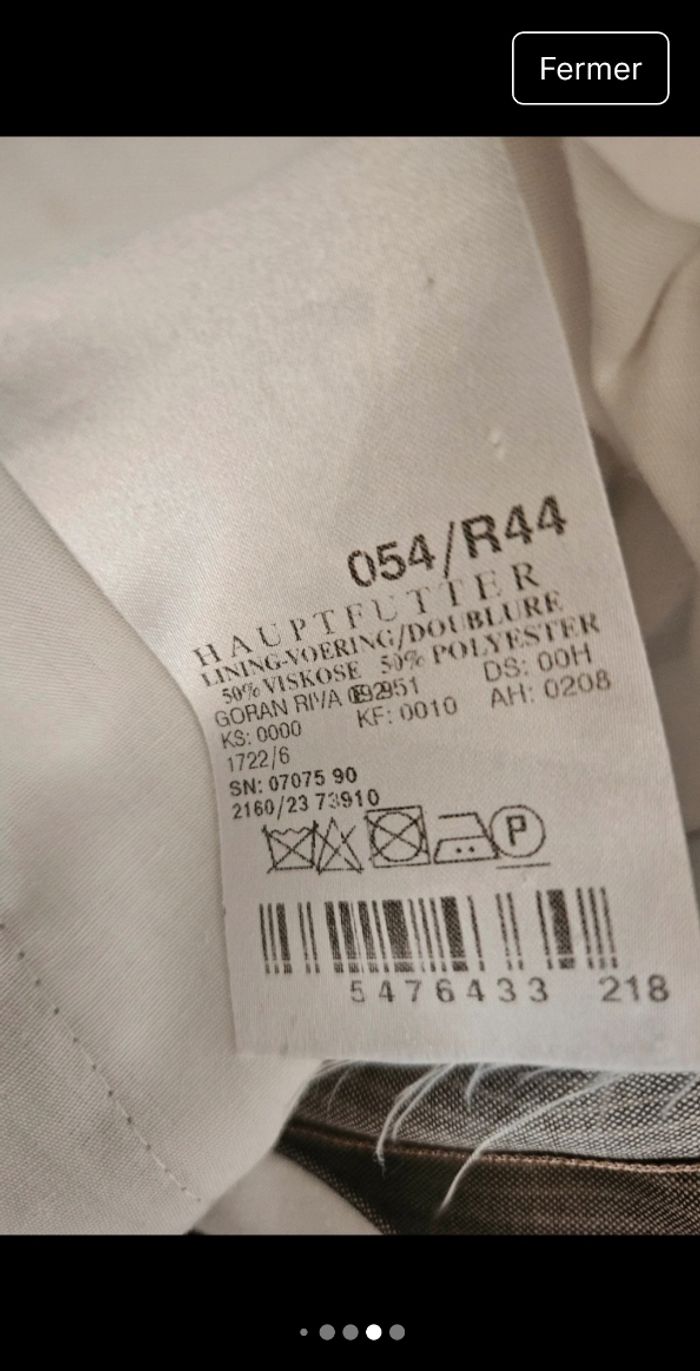 Fermer
054/R44
HAUPTFUTTER
LINING-VOERING/DOUBLURE
50% VISKOSE 50% POLYESTER
GORAN RIVA DS: 00H
KS: 0000 KF: 0010 AH: 0208
1722/6
SN: 07075 90
2160/23 73910
P
5476433 218